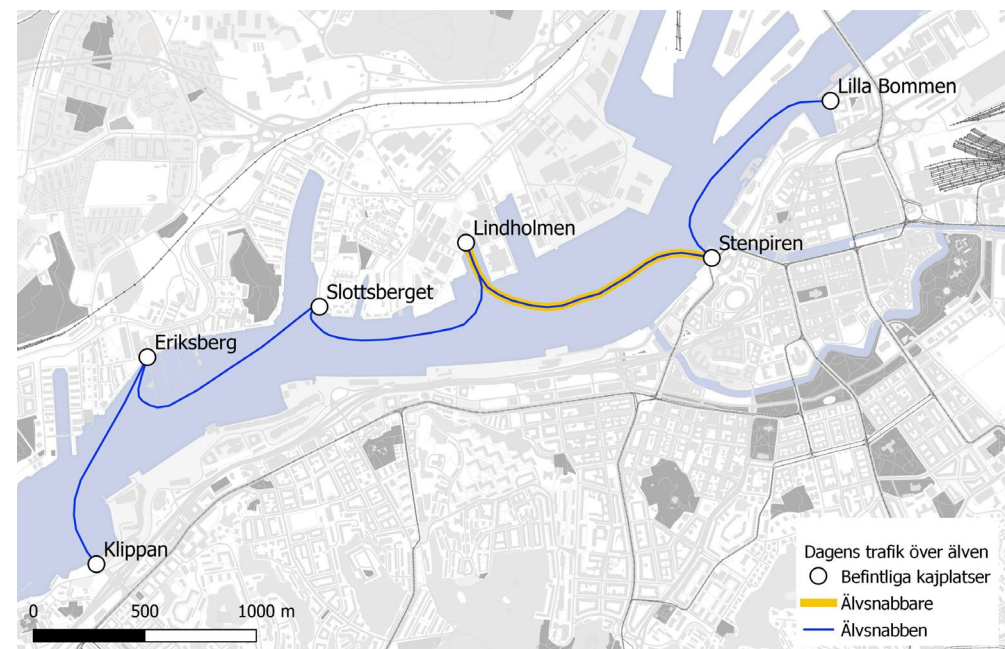 Lilla Bommen
Lindholmen
Stenpiren
Slottsberget
Eriksberg
Klippan
0 500 1000 m
Dagens trafik över älven
Befintliga kajplatser
Älvsnabbare
Älvsnabben